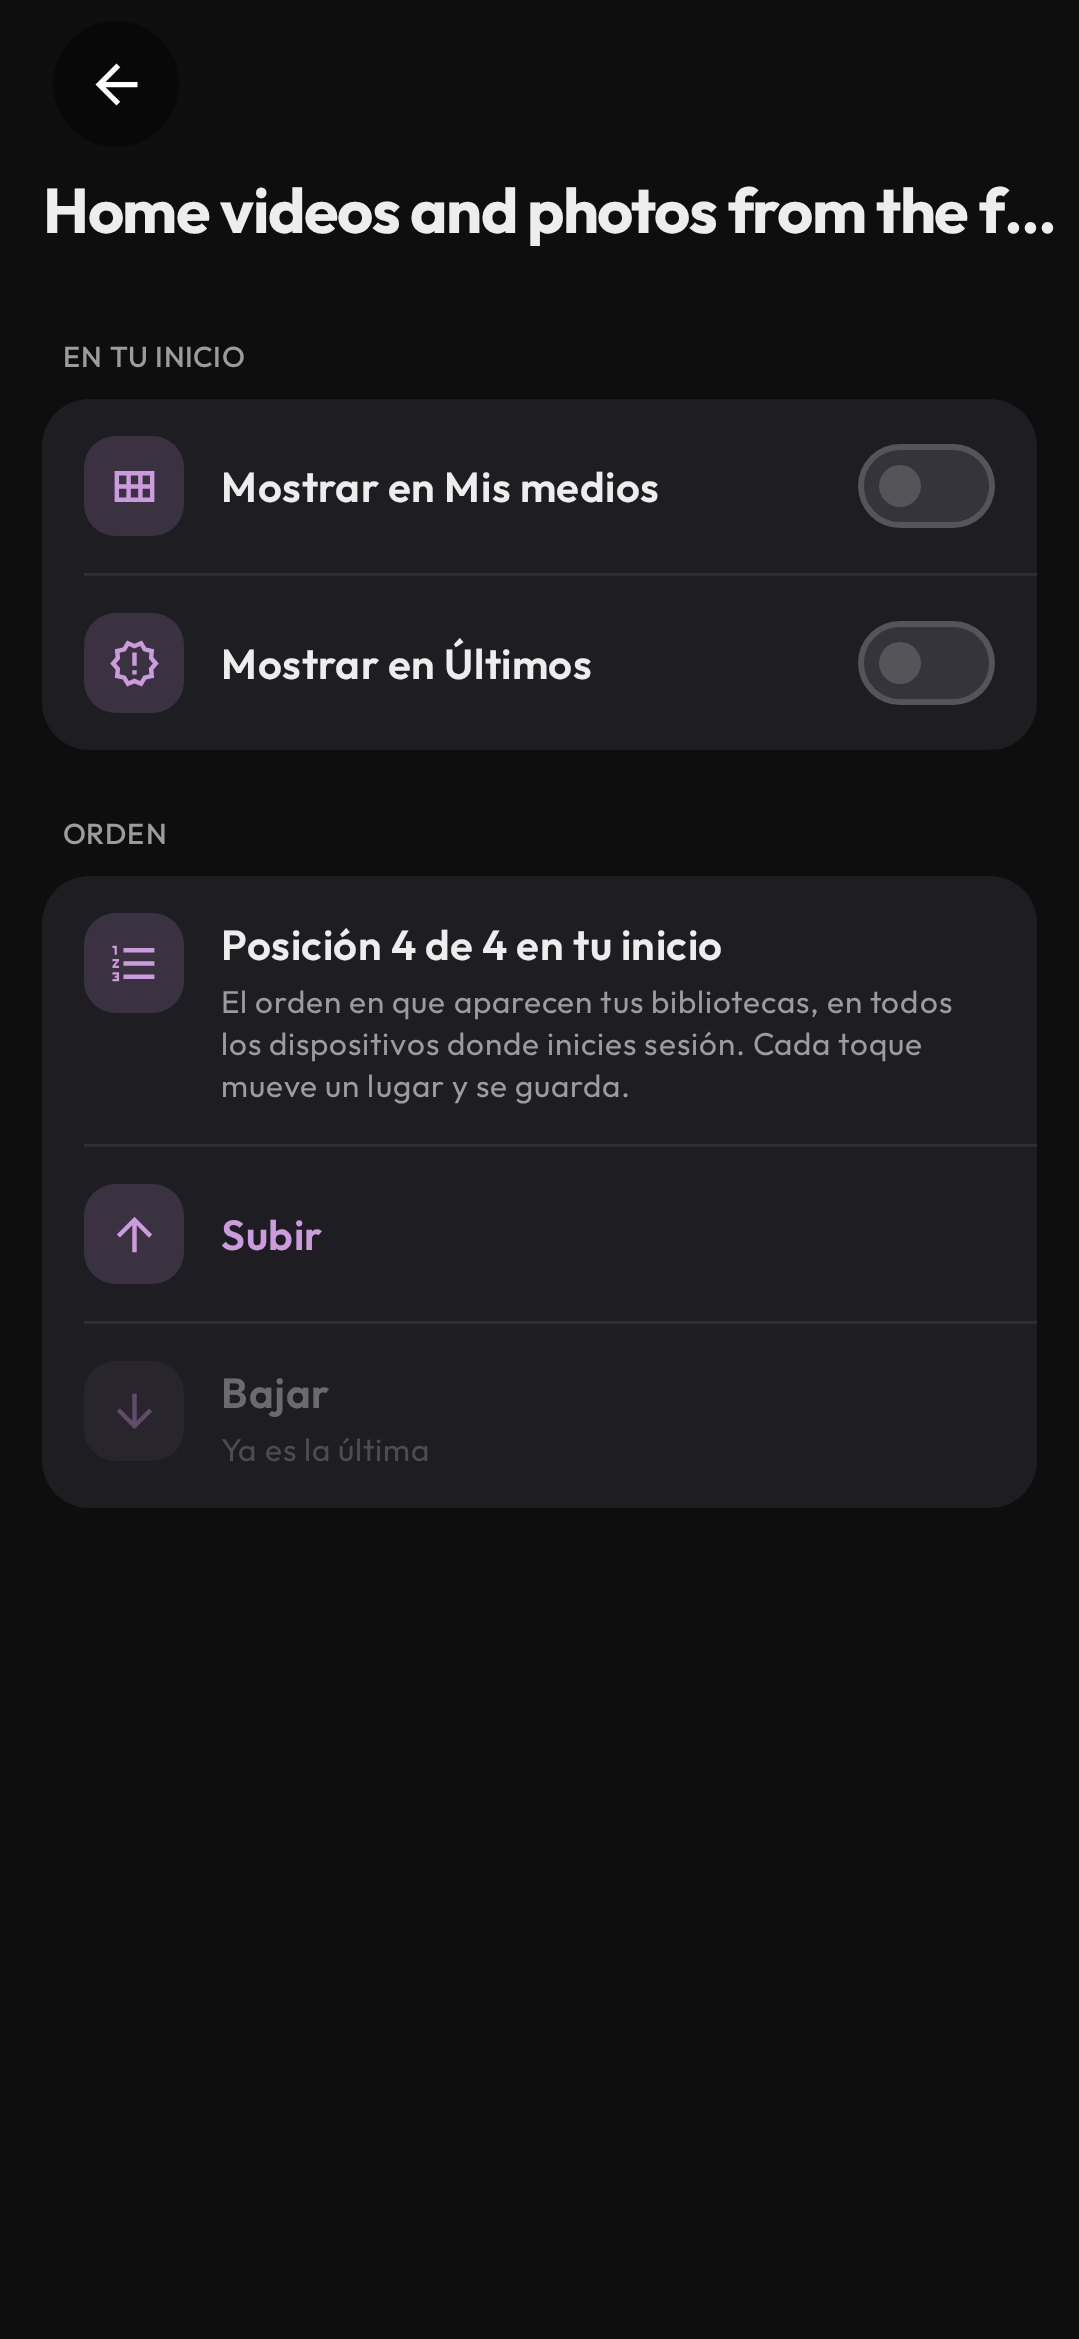 Home videos and photos from the f...
EN TU INICIO
Mostrar en Mis medios
Mostrar en Últimos
ORDEN
Posición 4 de 4 en tu inicio
El orden en que aparecen tus bibliotecas, en todos
los dispositivos donde inicies sesión. Cada toque
mueve un lugar y se guarda.
Subir
Bajar
Ya es la última